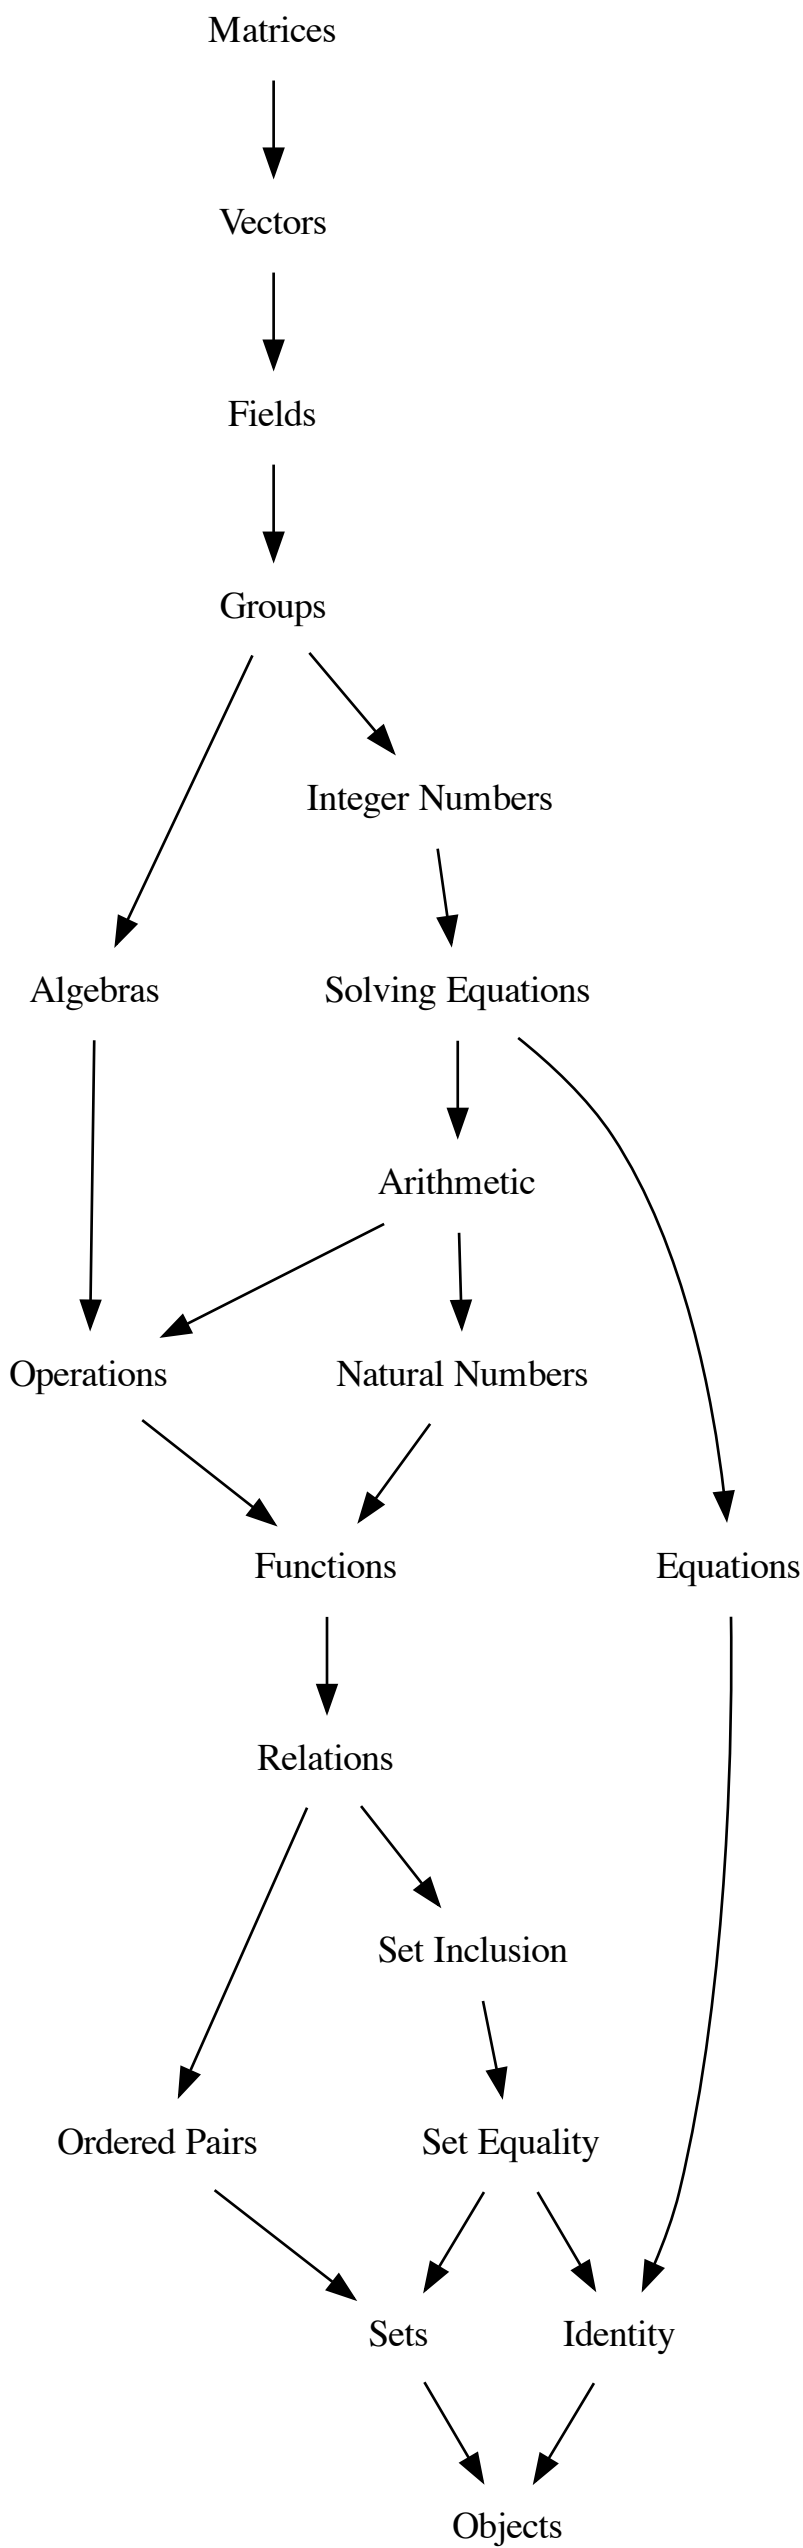 Matrices
Vectors
Fields
Groups
Integer Numbers
Algebras
Solving Equations
Arithmetic
Operations
Natural Numbers
Functions
Equations
Relations
Set Inclusion
Ordered Pairs
Set Equality
Sets
Identity
Objects